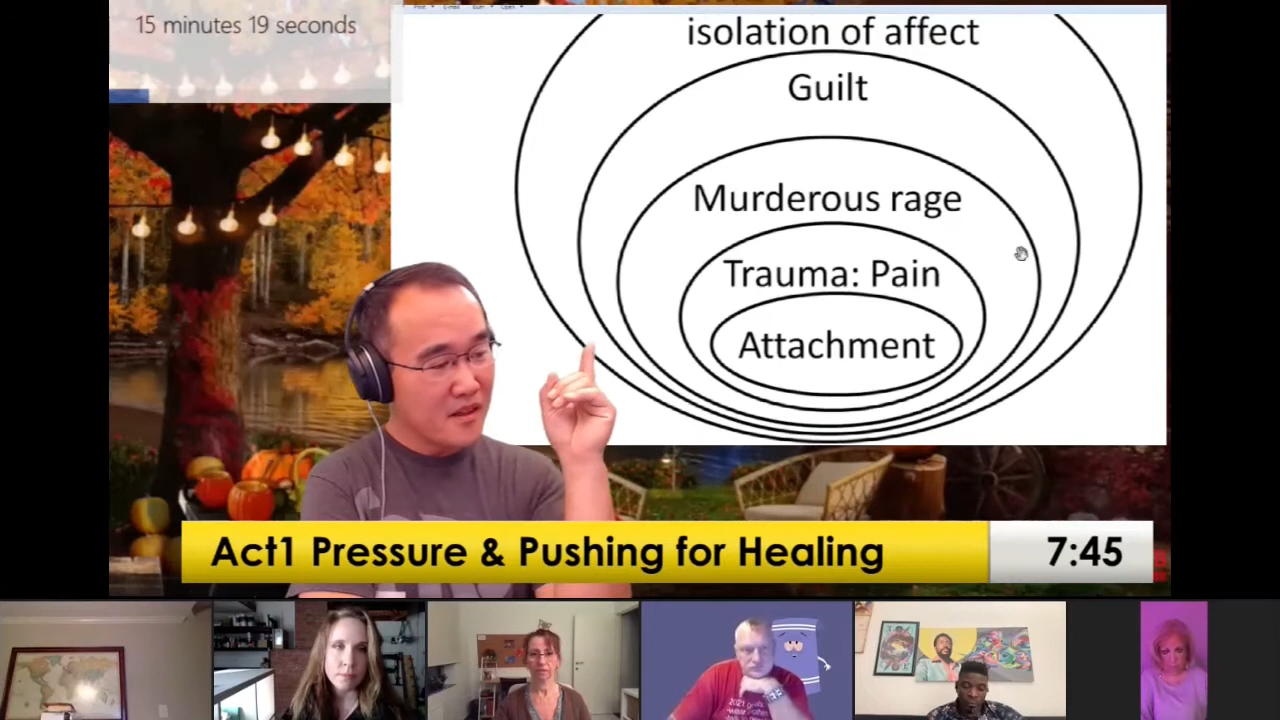 15 minutes 19 seconds
isolation of affect
Guilt
Murderous rage
Trauma: Pain
Attachment
Act1 Pressure & Pushing for Healing
7:45
2021